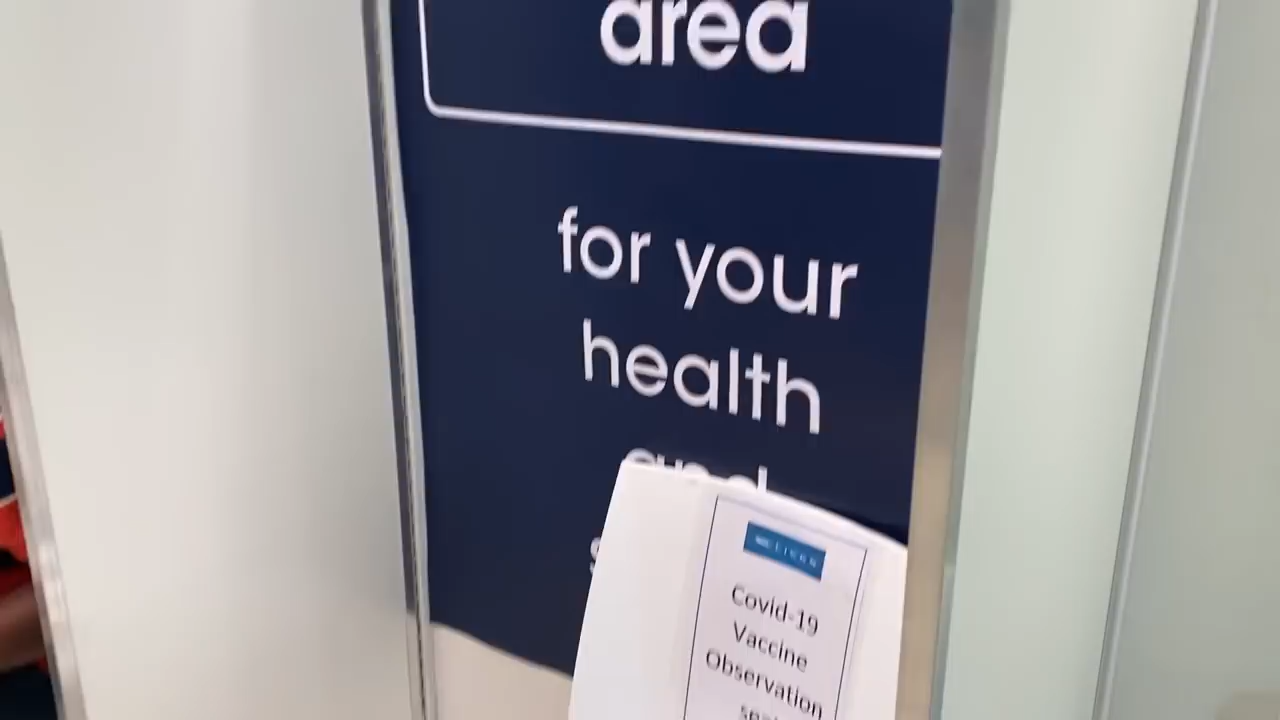 area
for your
health
Covid-19
Vaccine
Observation